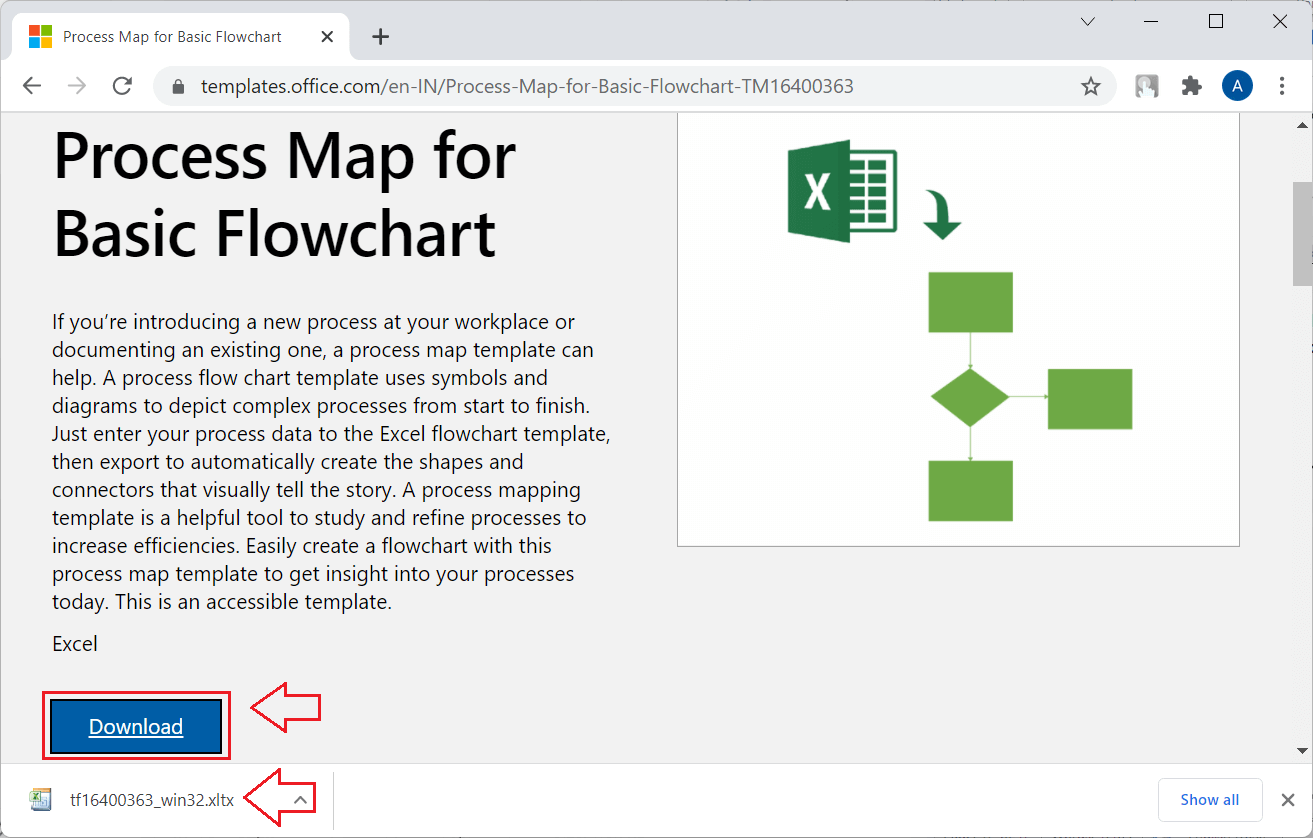 Process Map for Basic Flowchart
templates.office.com/en-IN/Process-Map-for-Basic-Flowchart-TM16400363
A
Process Map for
Basic Flowchart
If you’re introducing a new process at your workplace or
documenting an existing one, a process map template can
help. A process flow chart template uses symbols and
diagrams to depict complex processes from start to finish.
Just enter your process data to the Excel flowchart template,
then export to automatically create the shapes and
connectors that visually tell the story. A process mapping
template is a helpful tool to study and refine processes to
increase efficiencies. Easily create a flowchart with this
process map template to get insight into your processes
today. This is an accessible template.
Excel
Download
X
tf16400363_win32.xltx
Show all